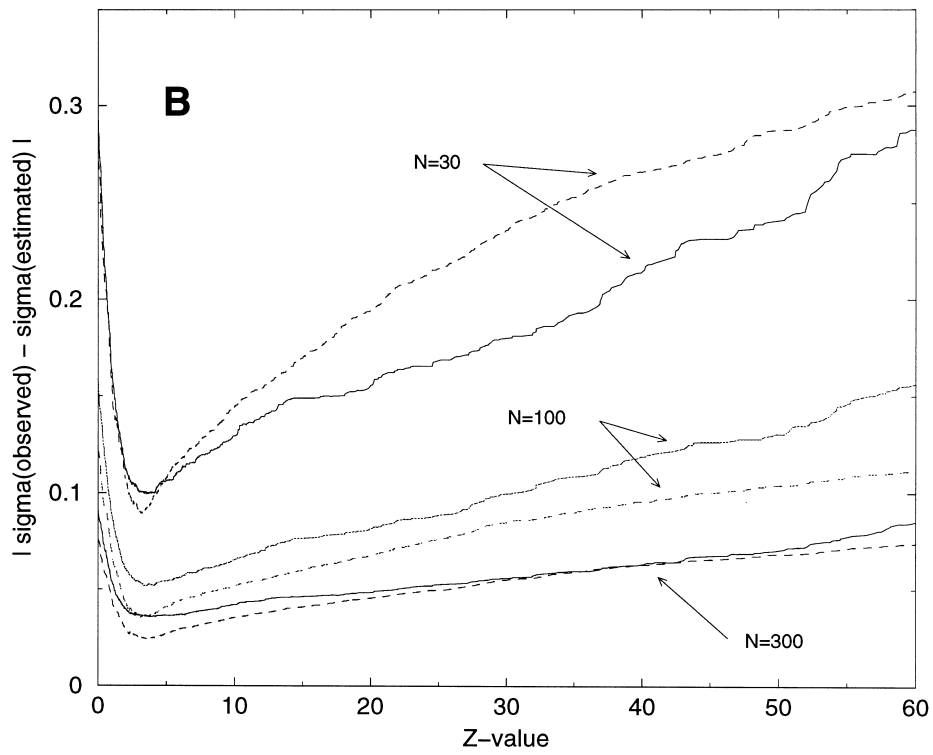 B
| sigma(observed) − sigma(estimated) |
0.3
0.2
0.1
0
N=30
N=100
N=300
0 10 20 30 40 50 60
Z−value